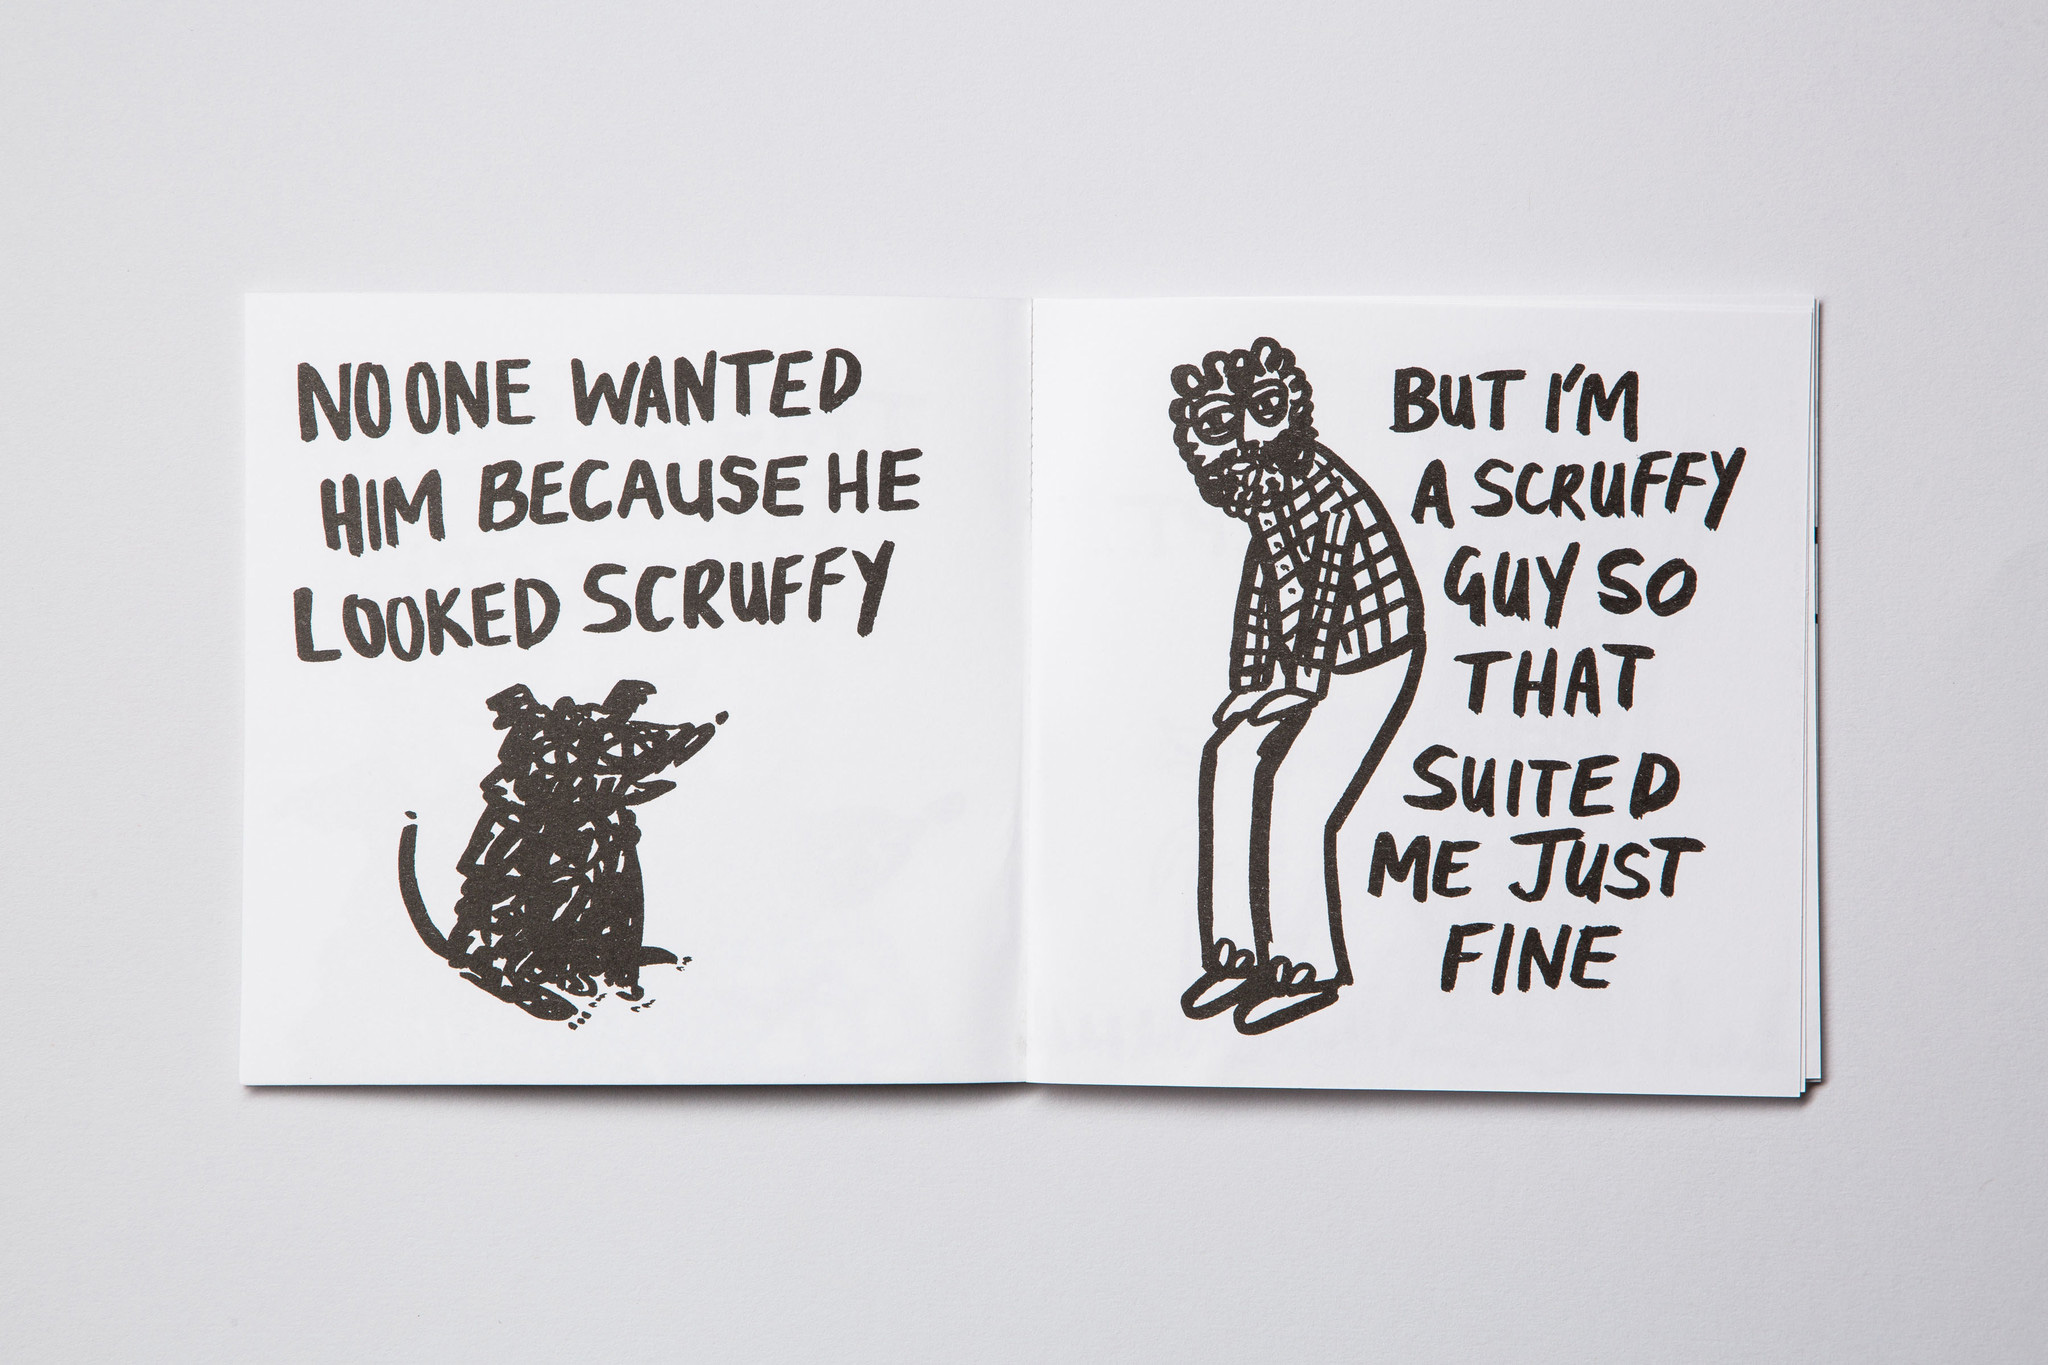 NO ONE WANTED
HIM BECAUSE HE
LOOKED SCRUFFY
BUT I'M
A SCRUFFY
GUY SO
THAT
SUITED
ME JUST
FINE